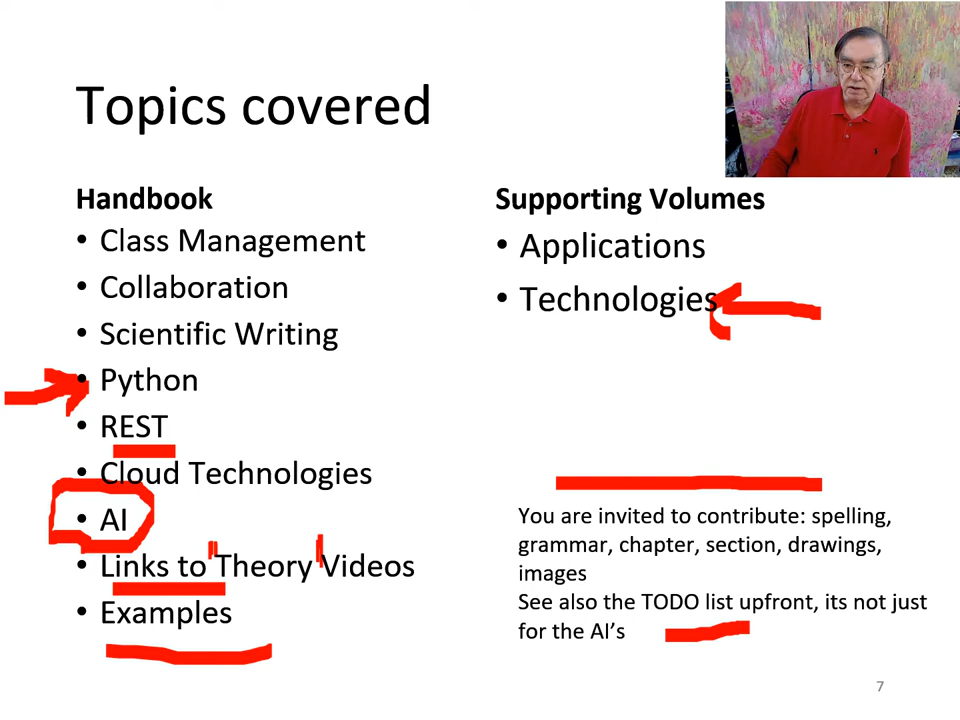 Topics covered
Handbook
• Class Management
• Collaboration
• Scientific Writing
• Python
• REST
• Cloud Technologies
• AI
• Links to Theory Videos
• Examples
Supporting Volumes
• Applications
• Technologies
You are invited to contribute: spelling,
grammar, chapter, section, drawings,
images
See also the TODO list upfront, its not just
for the AI’s
7